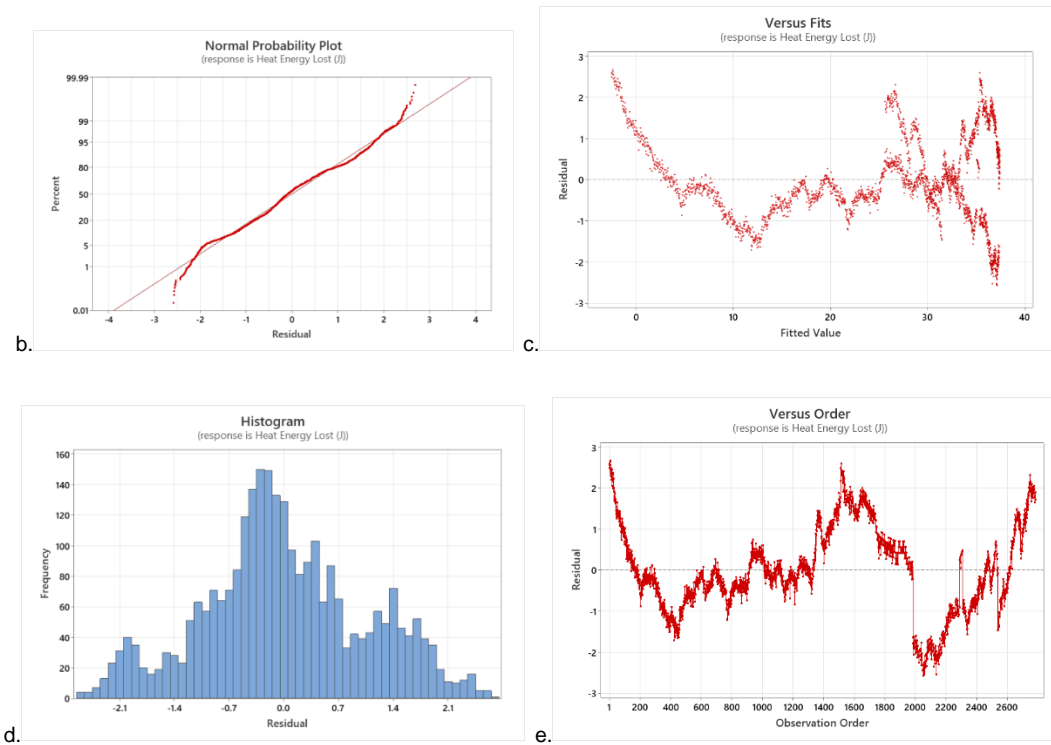 Normal Probability Plot
(response is Heat Energy Lost (J))
99.99
99
95
80
50
20
5
1
0.01
Percent
-4 -3 -2 -1 0 1 2 3 4
Residual
b.
Versus Fits
(response is Heat Energy Lost (J))
3
2
1
0
-1
-2
-3
Residual
0 10 20 30 40
Fitted Value
c.
Histogram
(response is Heat Energy Lost (J))
160
140
120
100
80
60
40
20
0
Frequency
-2.1 -1.4 -0.7 0.0 0.7 1.4 2.1
Residual
d.
Versus Order
(response is Heat Energy Lost (J))
3
2
1
0
-1
-2
-3
Residual
1 200 400 600 800 1000 1200 1400 1600 1800 2000 2200 2400 2600
Observation Order
e.